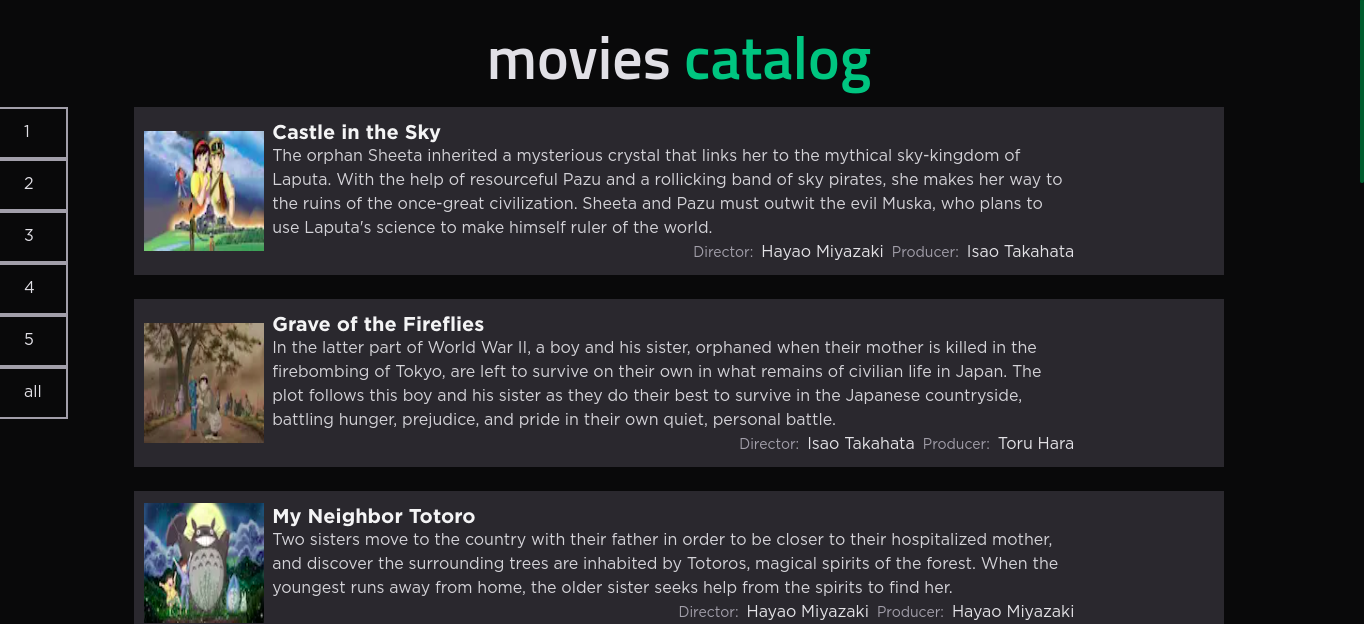 movies catalog
1
2
3
4
5
all
Castle in the Sky
The orphan Sheeta inherited a mysterious crystal that links her to the mythical sky-kingdom of
Laputa. With the help of resourceful Pazu and a rollicking band of sky pirates, she makes her way to
the ruins of the once-great civilization. Sheeta and Pazu must outwit the evil Muska, who plans to
use Laputa's science to make himself ruler of the world.
Director: Hayao Miyazaki Producer: Isao Takahata
Grave of the Fireflies
In the latter part of World War II, a boy and his sister, orphaned when their mother is killed in the
firebombing of Tokyo, are left to survive on their own in what remains of civilian life in Japan. The
plot follows this boy and his sister as they do their best to survive in the Japanese countryside,
battling hunger, prejudice, and pride in their own quiet, personal battle.
Director: Isao Takahata Producer: Toru Hara
My Neighbor Totoro
Two sisters move to the country with their father in order to be closer to their hospitalized mother,
and discover the surrounding trees are inhabited by Totoros, magical spirits of the forest. When the
youngest runs away from home, the older sister seeks help from the spirits to find her.
Director: Hayao Miyazaki Producer: Hayao Miyazaki